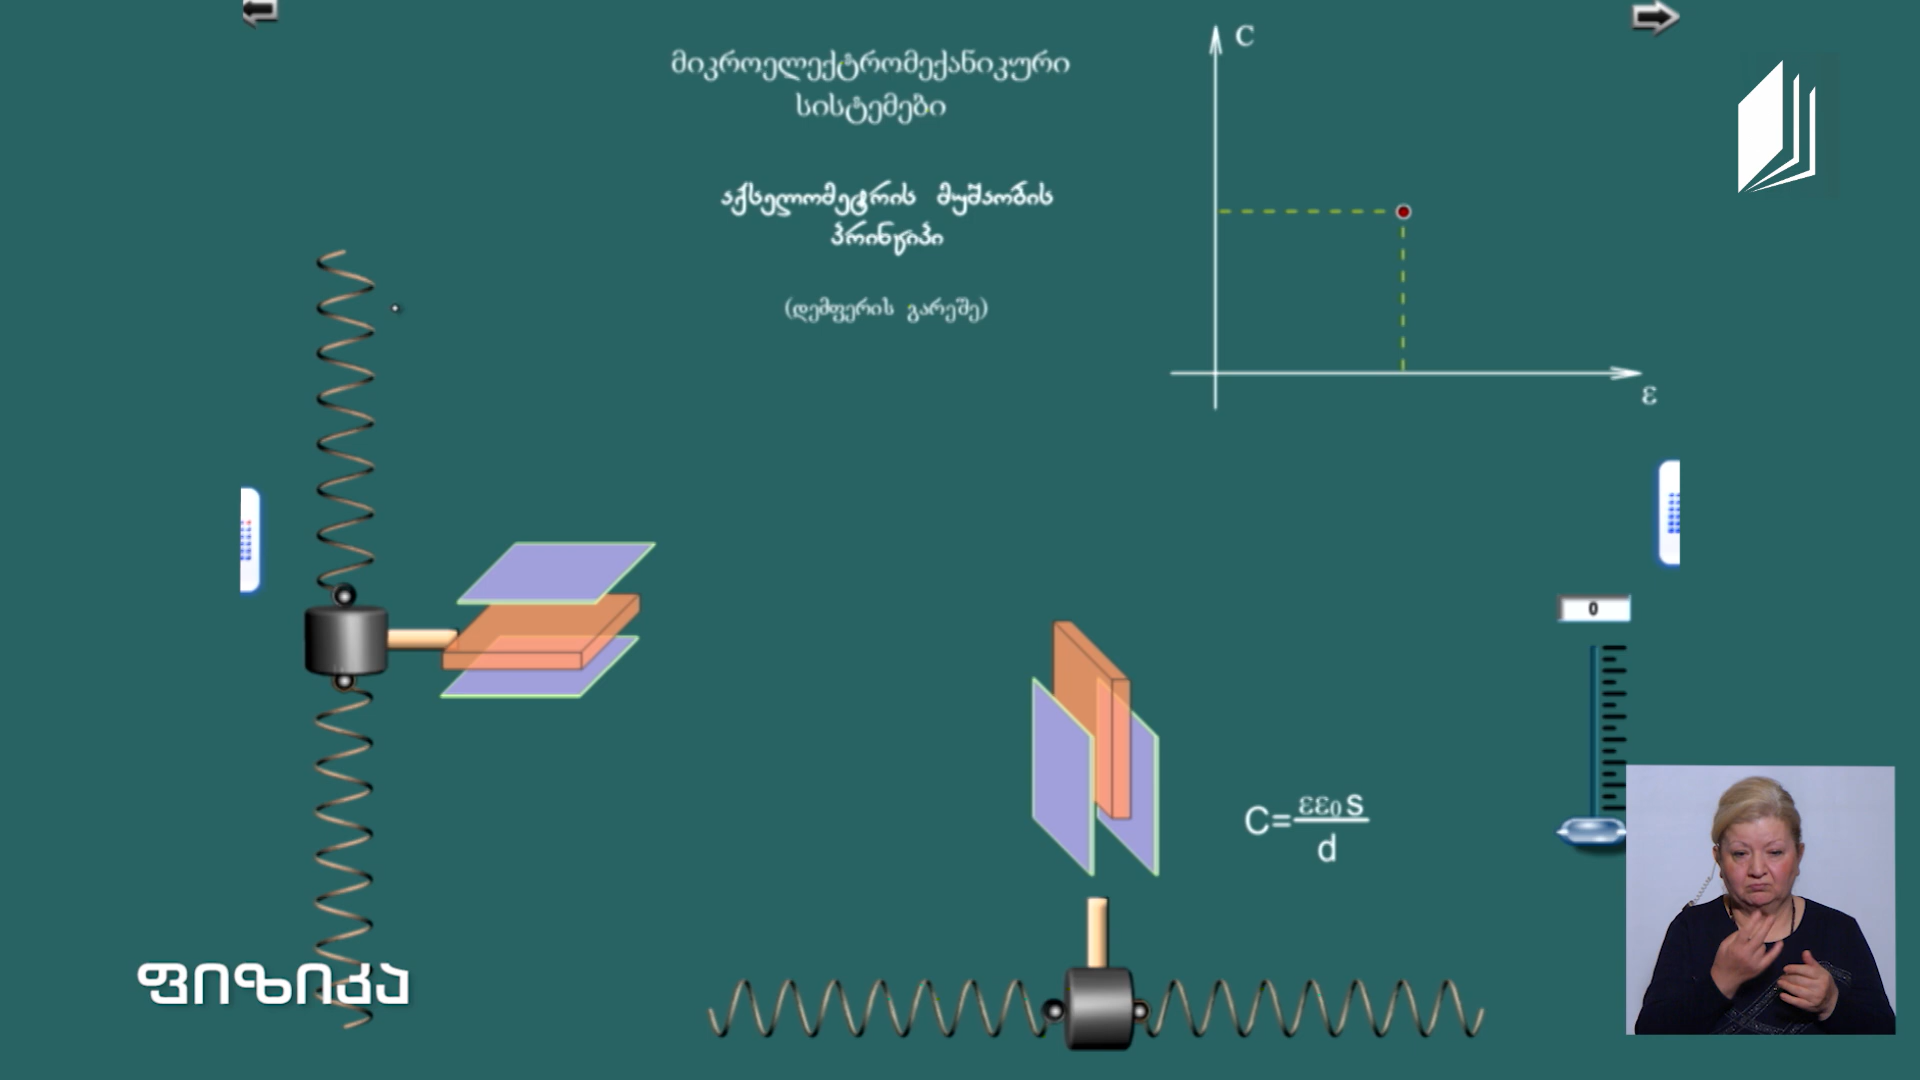 C
მიკროელექტრომექანიკური
სისტემები
აქსელომეტრის მუშაობის
პრინციპი
(დემფერის გარეშე)
ε
0
C=εε₀s/d
ფიზიკა